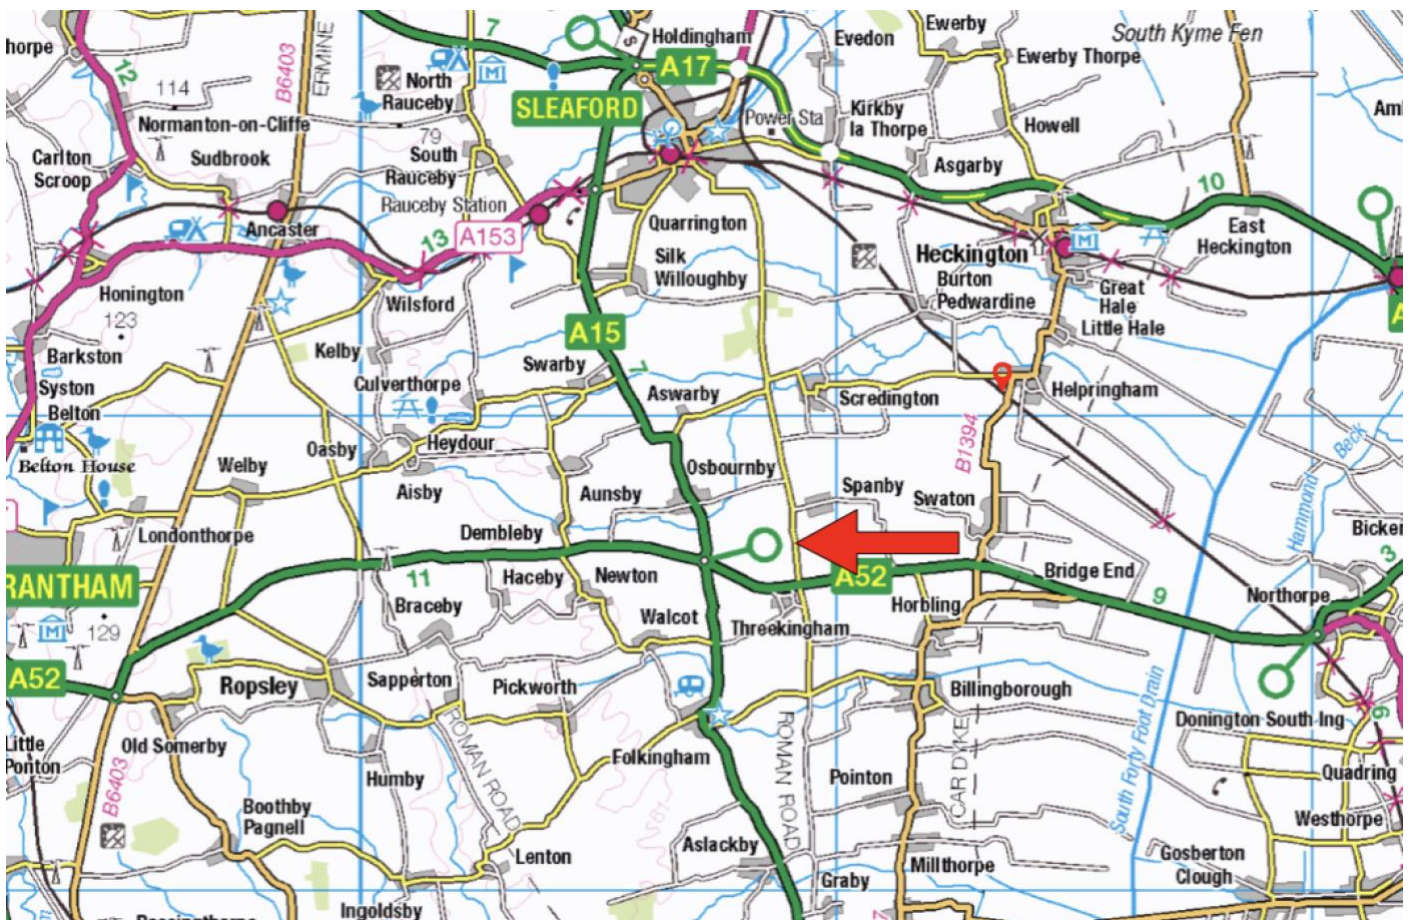 horpe
12
7
Holdingham
S
Ewerby
South Kyme Fen
Evedon
Ewerby Thorpe
A17
B6403
ERMINE
114
North
Rauceby
SLEAFORD
Power Sta
Kirkby
la Thorpe
Howell
Normanton-on-Cliffe
79
Carlton
Scroop
Sudbrook
South
Rauceby
Asgarby
10
Rauceby Station
Quarrington
East
Heckington
Ancaster
13
A153
Heckington
Silk
Willoughby
Burton
Pedwardine
Great
Hale
Honington
Wilsford
Little Hale
A15
123
Barkston
Kelby
Swarby
7
Syston
Culverthorpe
Aswarby
Scredington
Helpringham
Belton
Belton House
Oasby
Heydour
B1394
Beck
Welby
Osbournby
Aisby
Aunsby
Spanby
Swaton
Hammond
Londonthorpe
Dembleby
Bicker
3
11
A52
Bridge End
RANTHAM
Haceby
Newton
9
Northorpe
Braceby
Horbling
129
Walcot
Threekingham
A52
Ropsley
Sapperton
Pickworth
Billingborough
South Forty Foot Drain
Donington South Ing
9
ROMAN ROAD
ROMAN ROAD
CAR DYKE
Little
Ponton
Old Somerby
Folkingham
Humby
Pointon
Quadring
B6403
Boothby
Pagnell
Westhorpe
Aslackby
Lenton
Millthorpe
Gosberton
Clough
Graby
Ingoldsby